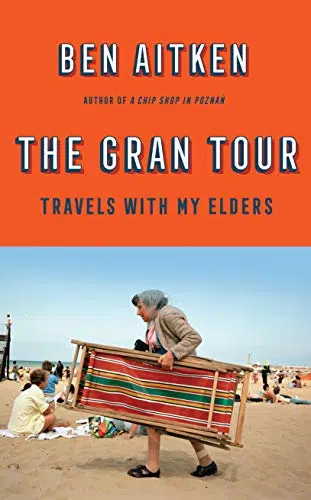 BEN AITKEN
AUTHOR OF A CHIP SHOP IN POZNAŃ
THE GRAN TOUR
TRAVELS WITH MY ELDERS